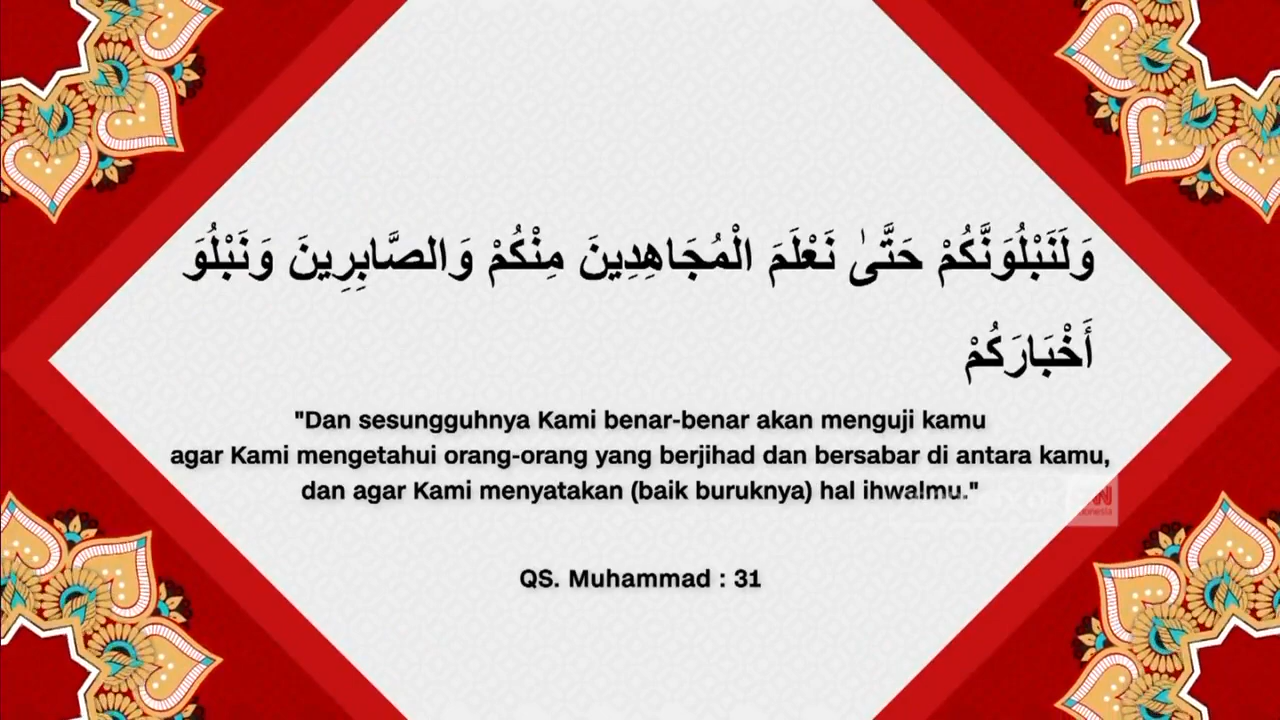 وَلَنَبْلُوَنَّكُمْ حَتَّىٰ نَعْلَمَ الْمُجَاهِدِينَ مِنْكُمْ وَالصَّابِرِينَ وَنَبْلُوَ
أَخْبَارَكُمْ
"Dan sesungguhnya Kami benar-benar akan menguji kamu
agar Kami mengetahui orang-orang yang berjihad dan bersabar di antara kamu,
dan agar Kami menyatakan (baik buruknya) hal ihwalmu."
QS. Muhammad : 31